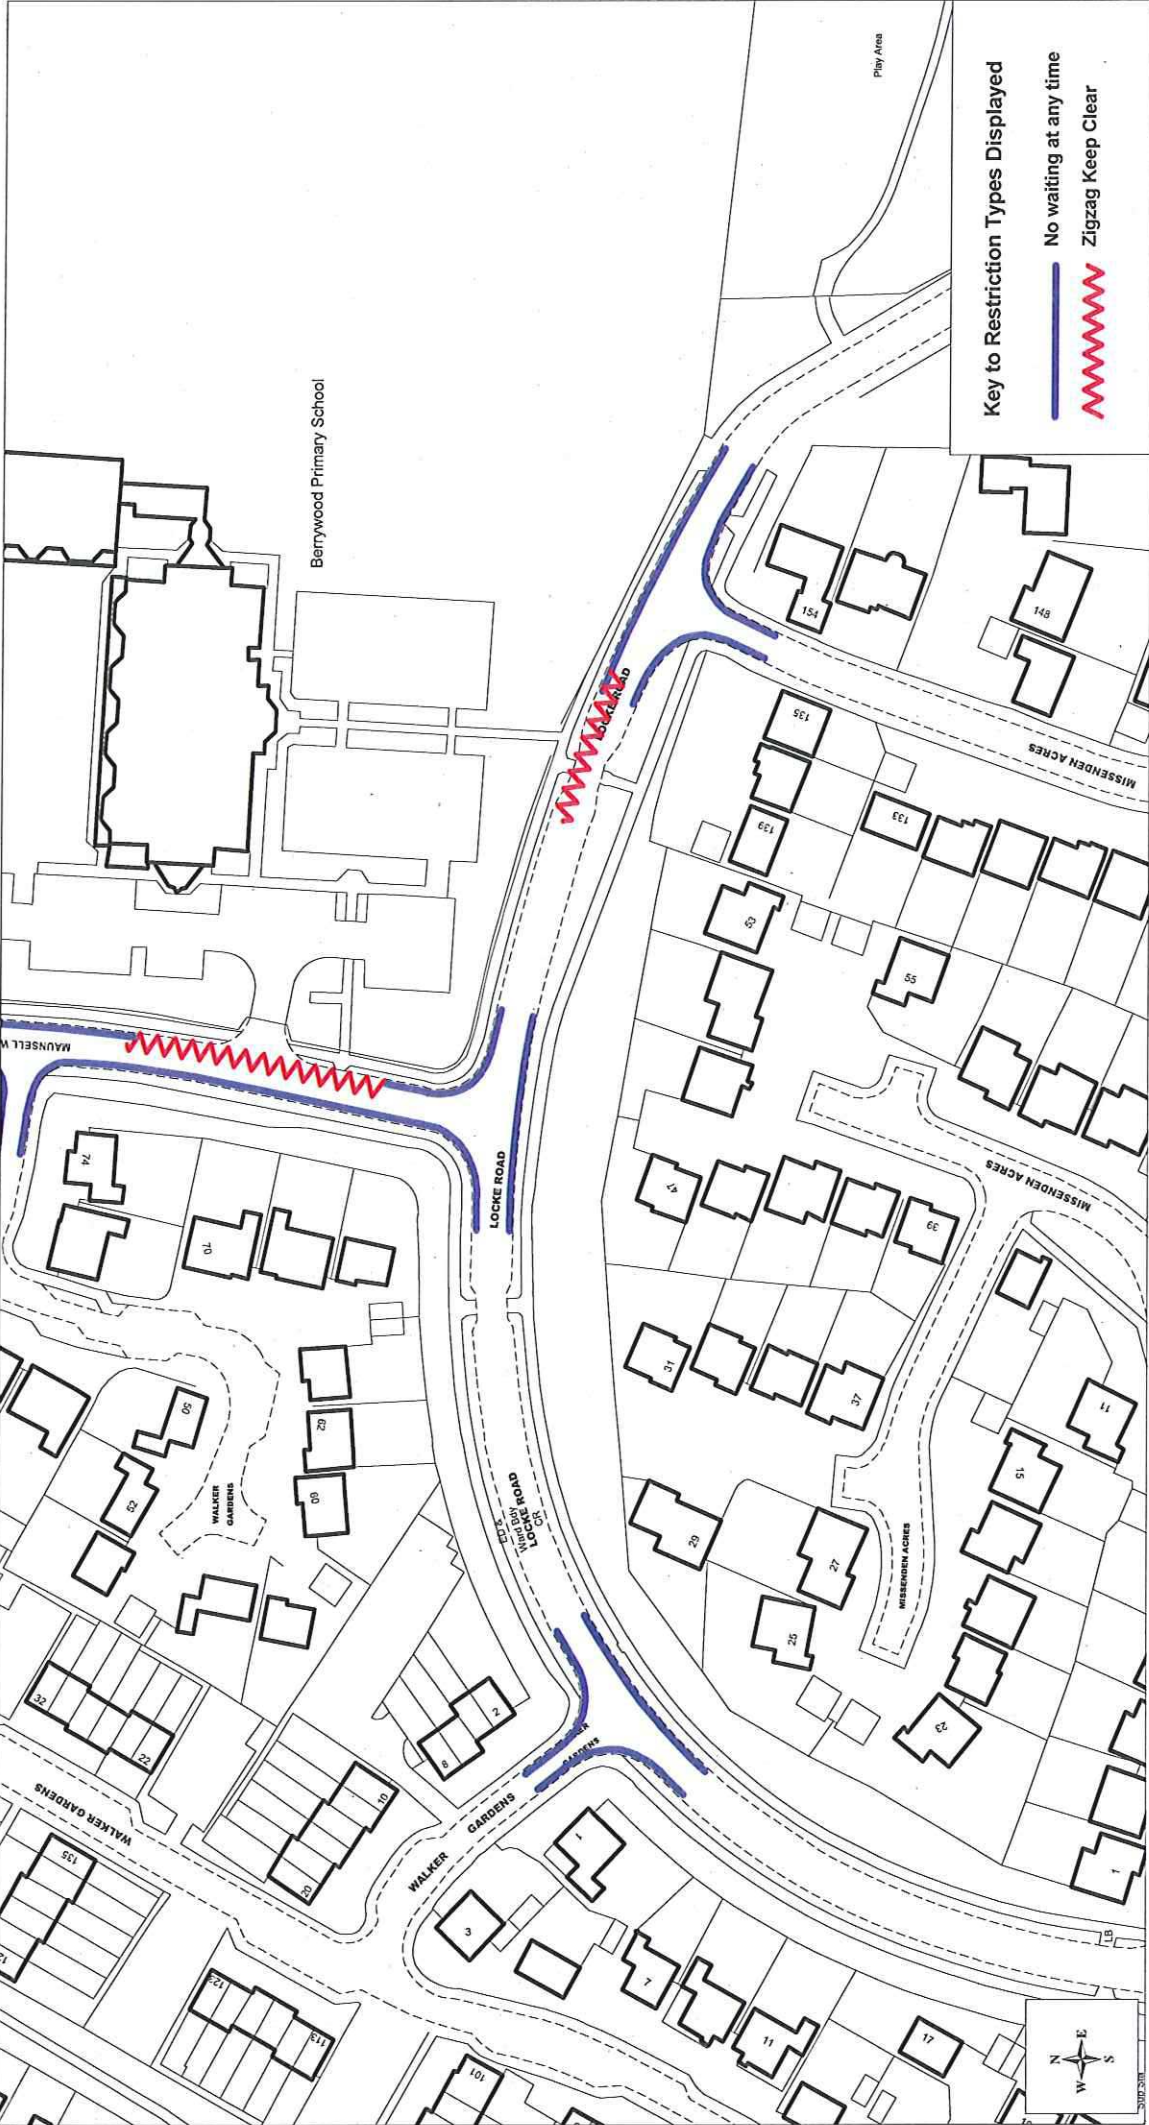 Key to Restriction Types Displayed
No waiting at any time
Zigzag Keep Clear
Play Area
Berrywood Primary School
LOCKE ROAD
154
148
135
139
133
MISSENDEN ACRES
53
55
MAUNSELL W
74
70
LOCKE ROAD
47
39
MISSENDEN ACRES
31
37
11
15
50
52
62
60
WALKER
GARDENS
ED &
Ward Bdy
LOCKE ROAD
CR
29
27
25
23
MISSENDEN ACRES
32
22
2
8
10
20
WALKER GARDENS
GARDENS
WALKER
GARDENS
135
123
113
101
1
3
7
11
17
1
LB
N
E
S
W